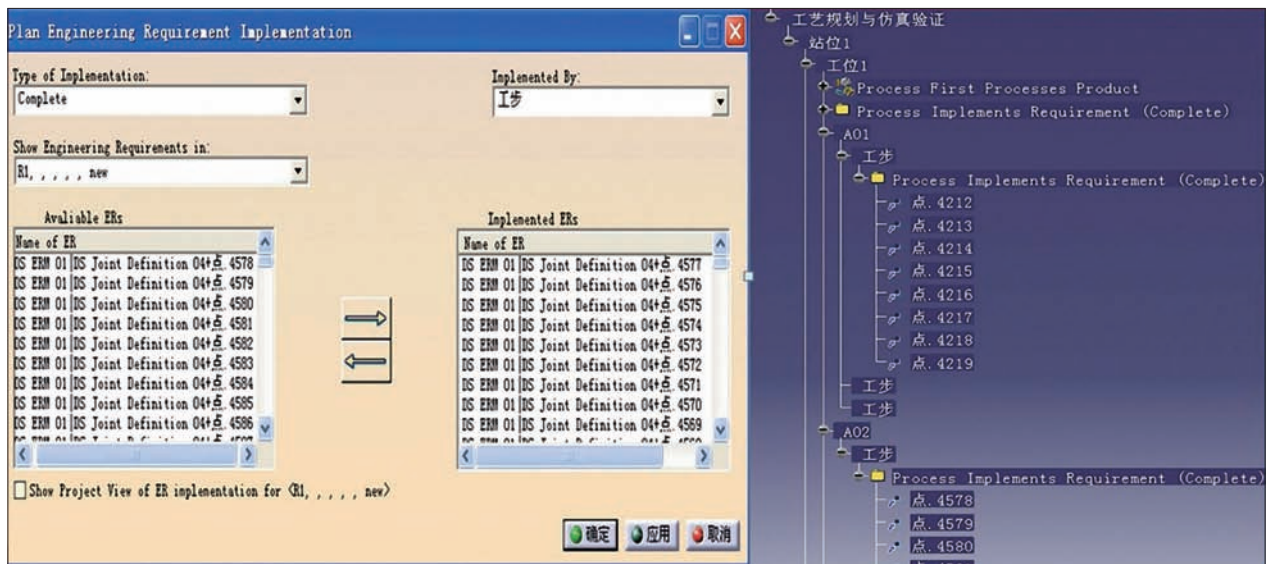 Plan Engineering Requirement Implementation
Type of Implementation:
Complete
Implemented By:
工步
Show Engineering Requirements in:
R1, , , , , new
Avaliable ERs
Name of ER
DS ERM 01|DS Joint Definition 04+点.4578
DS ERM 01|DS Joint Definition 04+点.4579
DS ERM 01|DS Joint Definition 04+点.4580
DS ERM 01|DS Joint Definition 04+点.4581
DS ERM 01|DS Joint Definition 04+点.4582
DS ERM 01|DS Joint Definition 04+点.4583
DS ERM 01|DS Joint Definition 04+点.4584
DS ERM 01|DS Joint Definition 04+点.4585
DS ERM 01|DS Joint Definition 04+点.4586
Implemented ERs
Name of ER
DS ERM 01|DS Joint Definition 04+点.4577
DS ERM 01|DS Joint Definition 04+点.4576
DS ERM 01|DS Joint Definition 04+点.4575
DS ERM 01|DS Joint Definition 04+点.4574
DS ERM 01|DS Joint Definition 04+点.4573
DS ERM 01|DS Joint Definition 04+点.4572
DS ERM 01|DS Joint Definition 04+点.4571
DS ERM 01|DS Joint Definition 04+点.4570
DS ERM 01|DS Joint Definition 04+点.4569
Show Project View of ER implementation for <R1, , , , , new>
确定 应用 取消
工艺规划与仿真验证
站位1
工位1
Process First Processes Product
Process Implements Requirement (Complete)
AO1
工步
Process Implements Requirement (Complete)
点.4212
点.4213
点.4214
点.4215
点.4216
点.4217
点.4218
点.4219
工步
工步
AO2
工步
Process Implements Requirement (Complete)
点.4578
点.4579
点.4580